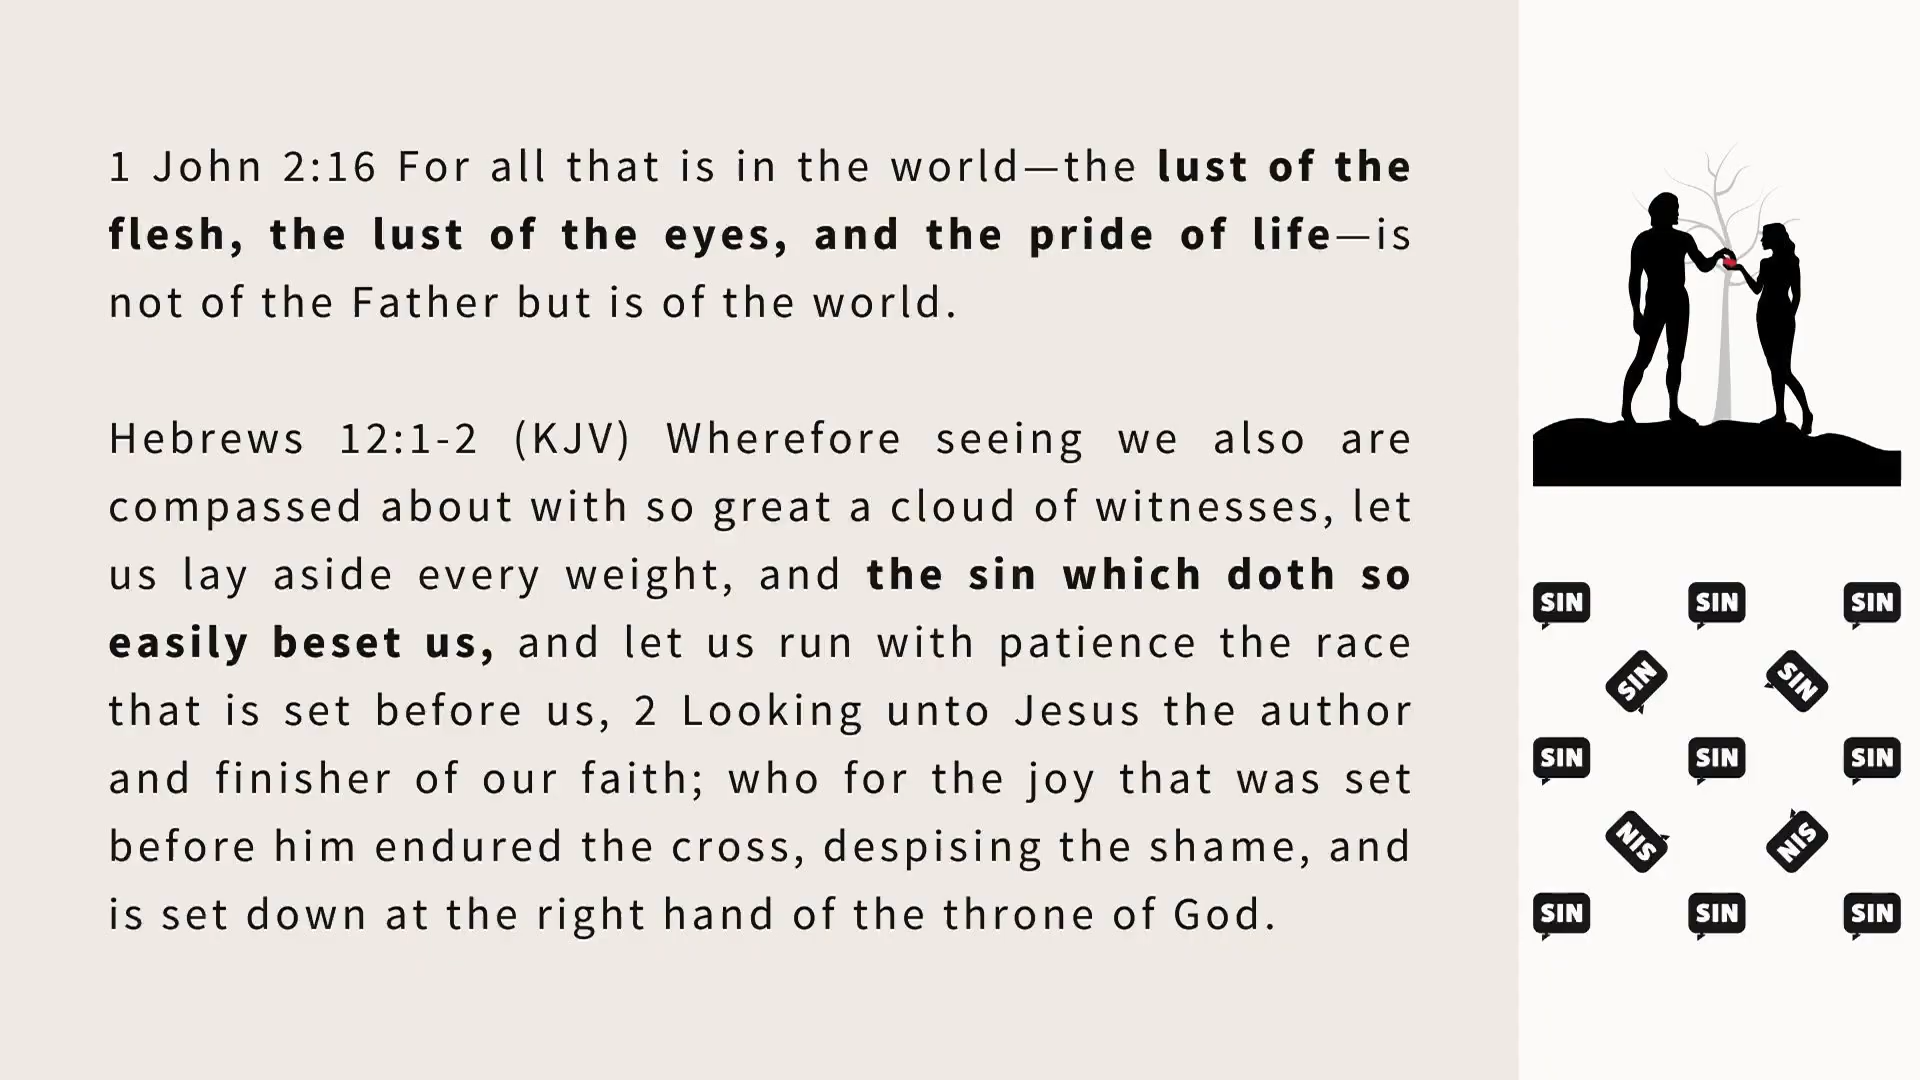 1 John 2:16 For all that is in the world—the lust of the
flesh, the lust of the eyes, and the pride of life—is
not of the Father but is of the world.
Hebrews 12:1-2 (KJV) Wherefore seeing we also are
compassed about with so great a cloud of witnesses, let
us lay aside every weight, and the sin which doth so
easily beset us, and let us run with patience the race
that is set before us, 2 Looking unto Jesus the author
and finisher of our faith; who for the joy that was set
before him endured the cross, despising the shame, and
is set down at the right hand of the throne of God.
SIN SIN SIN
SIN SIN
SIN SIN SIN
SIN SIN
SIN SIN SIN